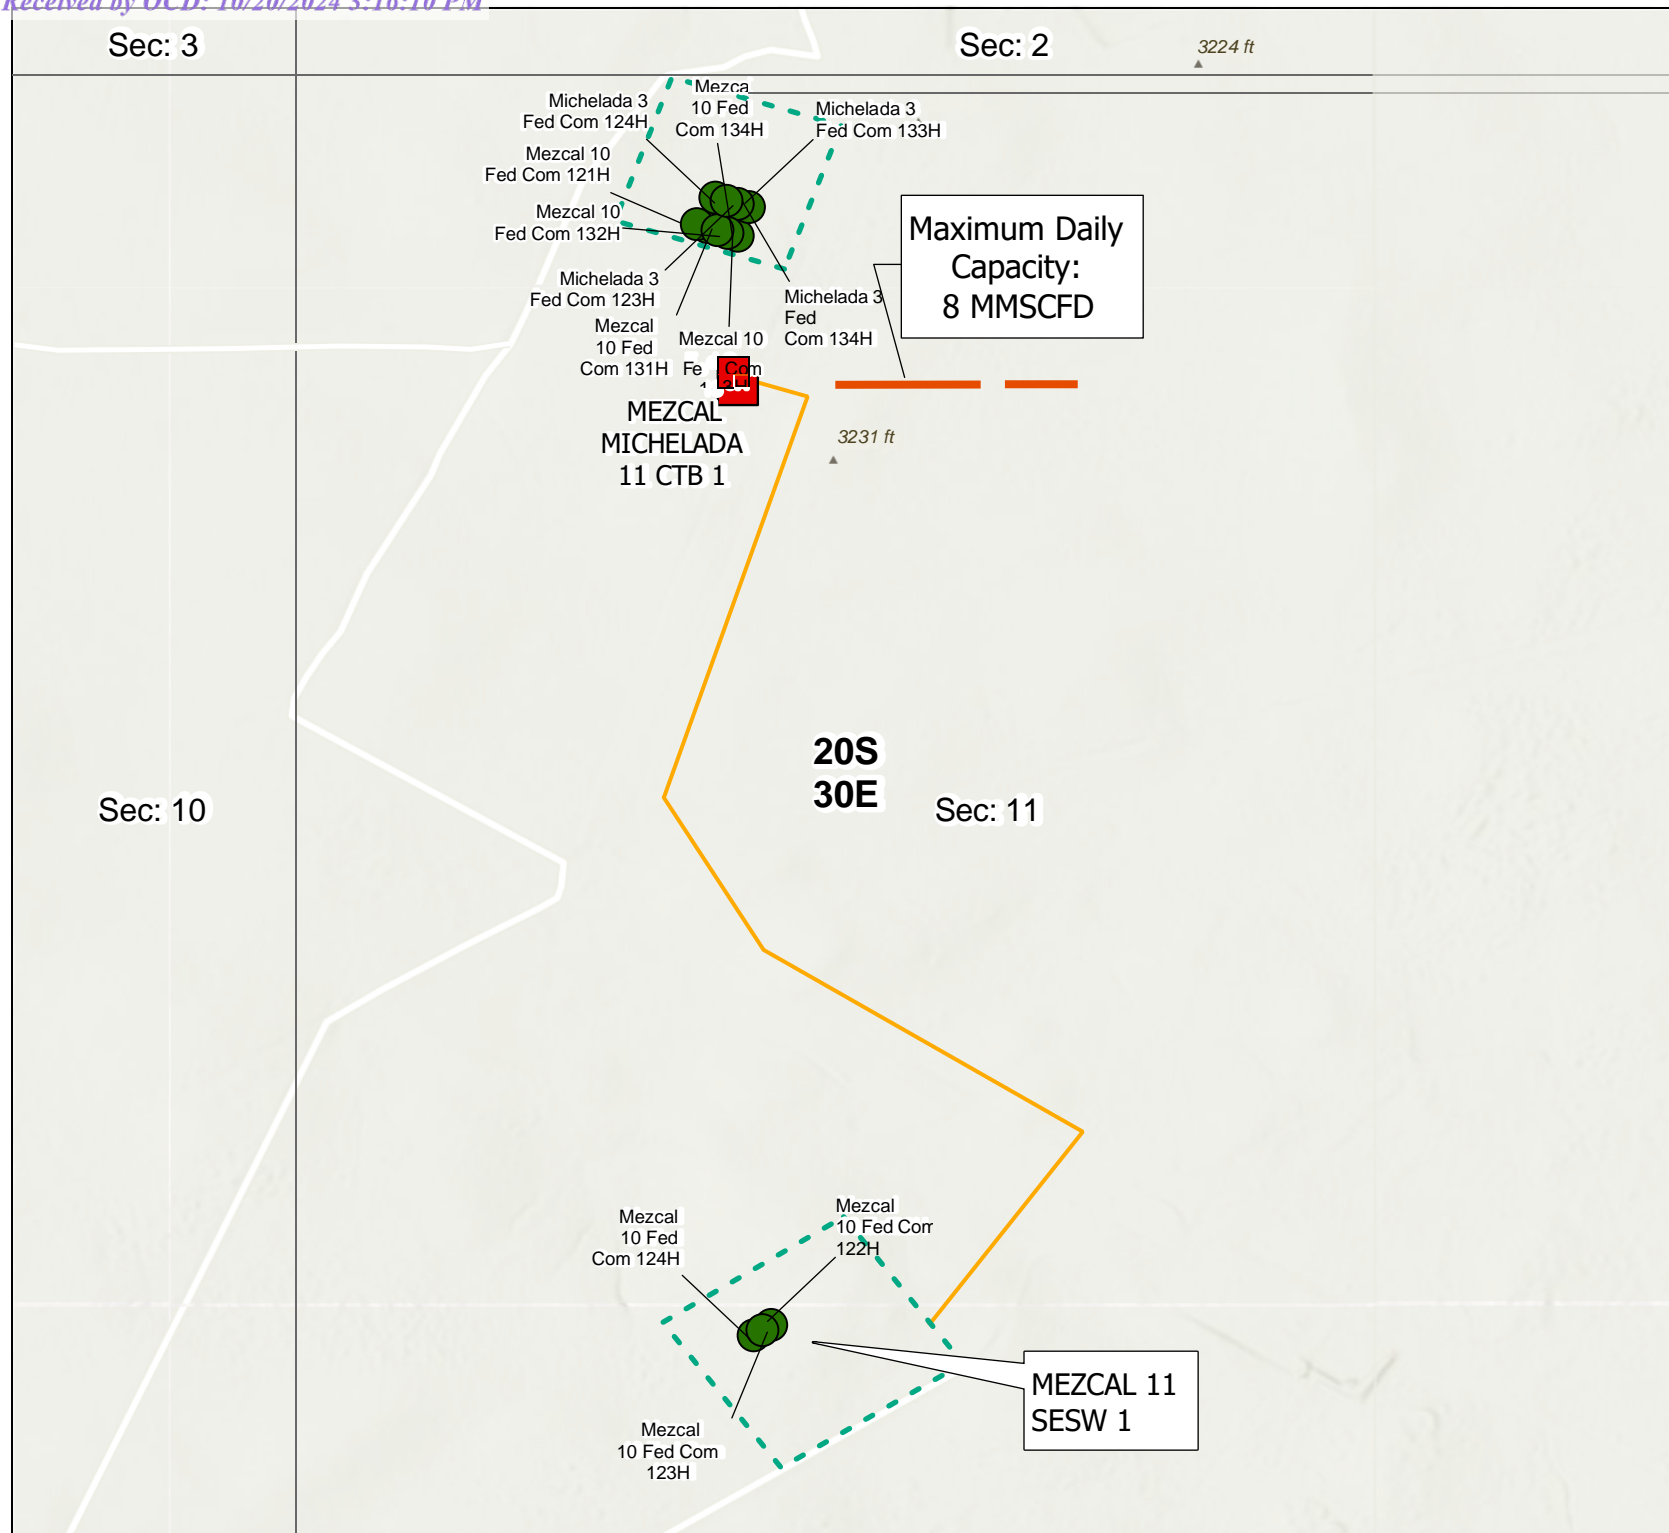 Received by OCD: 10/20/2024 3:16:10 PM
Sec: 3
Sec: 2
3224 ft
Michelada 3
Fed Com 124H
Mezca
10 Fed
Com 134H
Michelada 3
Fed Com 133H
Mezcal 10
Fed Com 121H
Mezcal 10
Fed Com 132H
Michelada 3
Fed Com 123H
Mezcal
10 Fed
Com 131H
Mezcal 10
Fe Com
Michelada 3
Fed
Com 134H
Maximum Daily
Capacity:
8 MMSCFD
MEZCAL
MICHELADA
11 CTB 1
3231 ft
20S
30E
Sec: 10
Sec: 11
Mezcal
10 Fed
Com 124H
Mezcal
10 Fed Com
122H
Mezcal
10 Fed Com
123H
MEZCAL 11
SESW 1